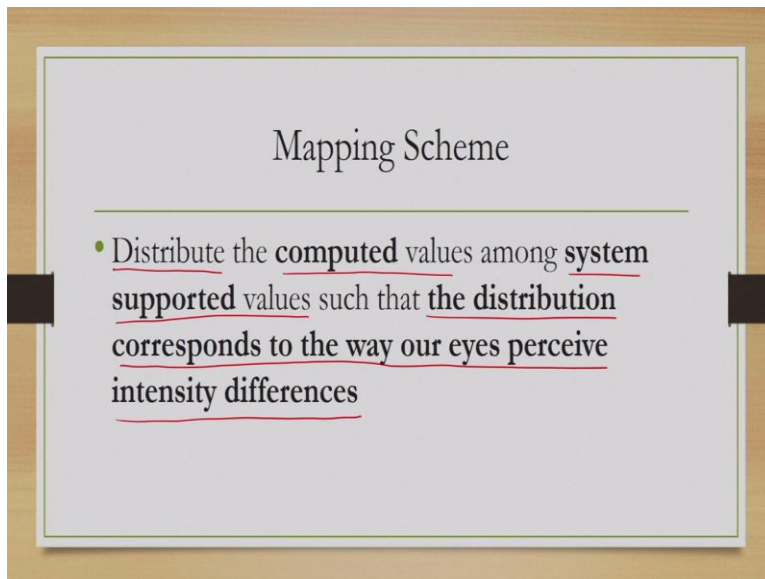 Mapping Scheme
• Distribute the computed values among system
supported values such that the distribution
corresponds to the way our eyes perceive
intensity differences